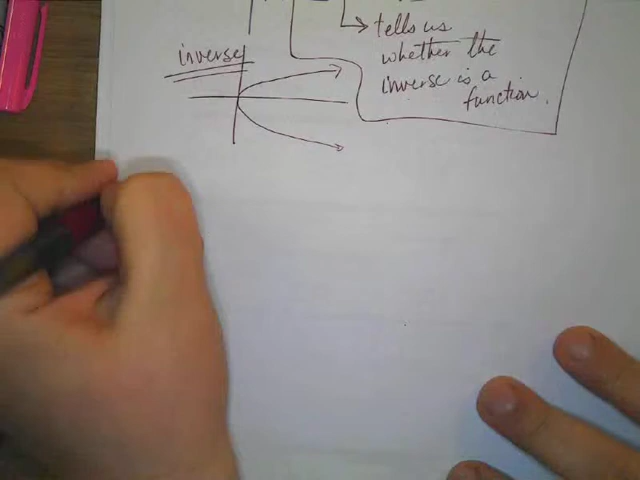 tells us
inverse
whether the
inverse is a
function.